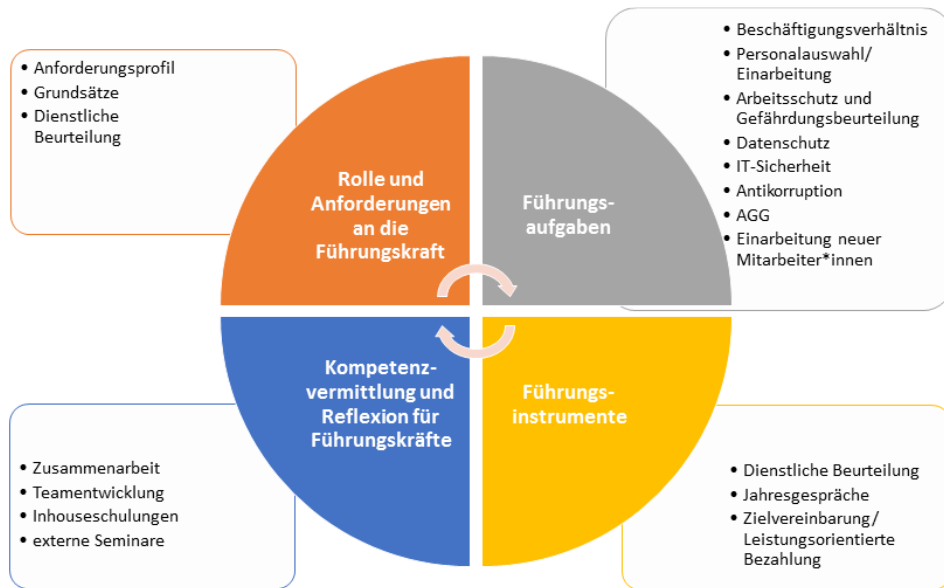 • Anforderungsprofil
• Grundsätze
• Dienstliche
Beurteilung
Rolle und
Anforderungen
an die
Führungskraft
• Beschäftigungsverhältnis
• Personalauswahl/
Einarbeitung
• Arbeitsschutz und
Gefährdungsbeurteilung
• Datenschutz
• IT-Sicherheit
• Antikorruption
• AGG
• Einarbeitung neuer
Mitarbeiter*innen
Führungs-
aufgaben
Kompetenz-
vermittlung und
Reflexion für
Führungskräfte
• Zusammenarbeit
• Teamentwicklung
• Inhouseschulungen
• externe Seminare
Führungs-
instrumente
• Dienstliche Beurteilung
• Jahresgespräche
• Zielvereinbarung/
Leistungsorientierte
Bezahlung